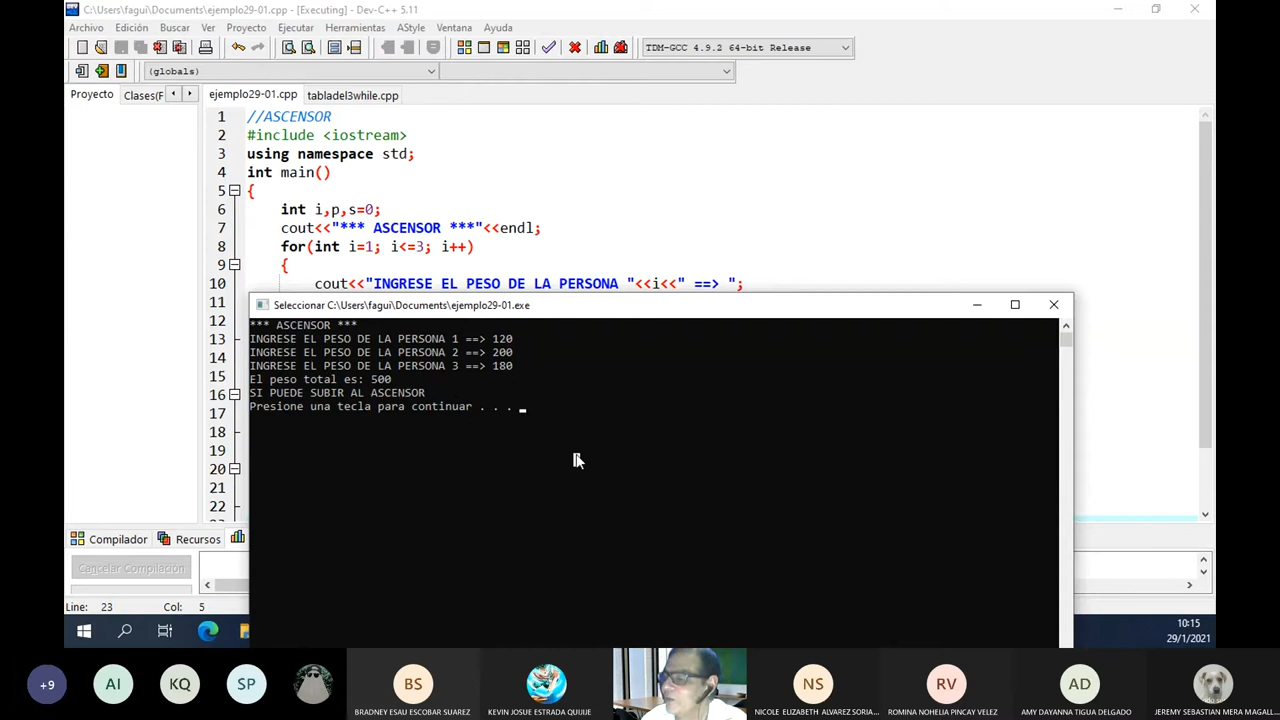 C:\Users\fagui\Documents\ejemplo29-01.cpp - [Executing] - Dev-C++ 5.11
Archivo Edición Buscar Ver Proyecto Ejecutar Herramientas AStyle Ventana Ayuda
TDM-GCC 4.9.2 64-bit Release
(globals)
Proyecto Clases(F ejemplo29-01.cpp tabladel3while.cpp
1 //ASCENSOR
2 #include <iostream>
3 using namespace std;
4 int main()
5 {
6 int i,p,s=0;
7 cout<<"*** ASCENSOR ***"<<endl;
8 for(int i=1; i<=3; i++)
9 {
10 cout<<"INGRESE EL PESO DE LA PERSONA "<<i<<" ==> ";
11
12
13
14
15
16
17
18
19
20
21
22
Seleccionar C:\Users\fagui\Documents\ejemplo29-01.exe
*** ASCENSOR ***
INGRESE EL PESO DE LA PERSONA 1 ==> 120
INGRESE EL PESO DE LA PERSONA 2 ==> 200
INGRESE EL PESO DE LA PERSONA 3 ==> 180
El peso total es: 500
SI PUEDE SUBIR AL ASCENSOR
Presione una tecla para continuar . . .
Compilador Recursos
Cancelar Compilación
Line: 23 Col: 5
10:15
29/1/2021
+9 AI KQ SP BS NS RV AD
BRADNEY ESAU ESCOBAR SUAREZ KEVIN JOSUE ESTRADA QUIJIJE NICOLE ELIZABETH ALVAREZ SORIA... ROMINA NOHELIA PINCAY VELEZ AMY DAYANNA TIGUA DELGADO JEREMY SEBASTIAN MERA MAGALL...